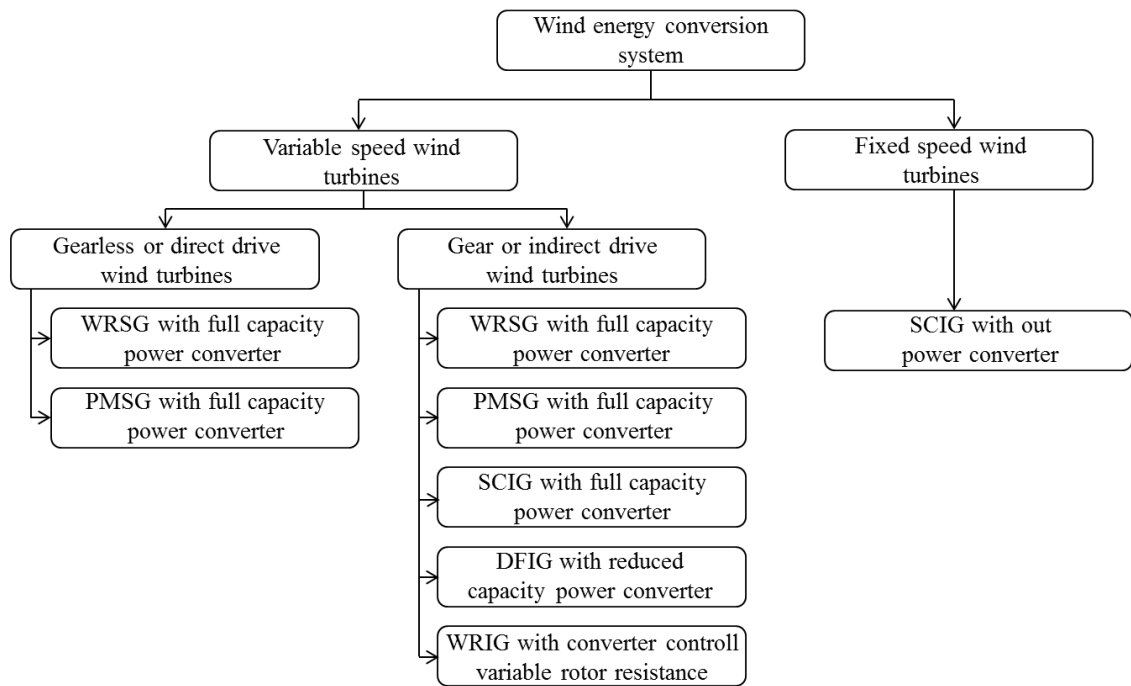 Wind energy conversion
system
Variable speed wind
turbines
Fixed speed wind
turbines
Gearless or direct drive
wind turbines
Gear or indirect drive
wind turbines
WRSG with full capacity
power converter
PMSG with full capacity
power converter
WRSG with full capacity
power converter
PMSG with full capacity
power converter
SCIG with full capacity
power converter
DFIG with reduced
capacity power converter
WRIG with converter controll
variable rotor resistance
SCIG with out
power converter